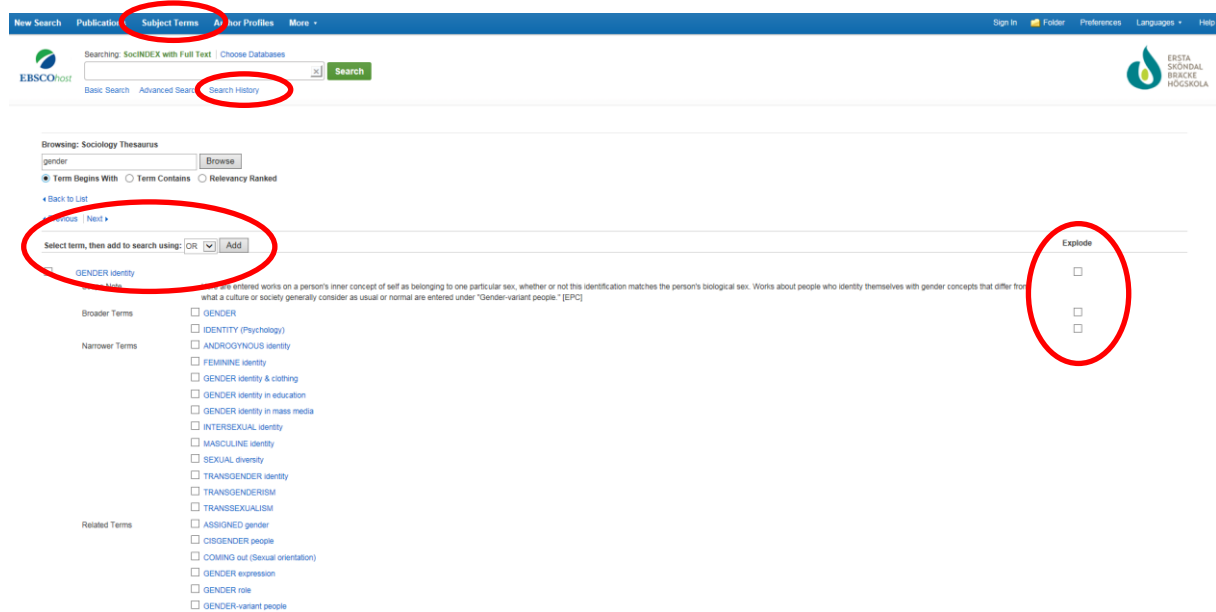 New Search Publication Subject Terms Author Profiles More Sign In Folder Preferences Languages Help
Searching: SocINDEX with Full Text | Choose Databases
Search
EBSCOhost
Basic Search Advanced Search Search History
ERSTA
SKÖNDAL
BRÄCKE
HÖGSKOLA
Browsing: Sociology Thesaurus
gender Browse
Term Begins With Term Contains Relevancy Ranked
Back to List
Previous | Next
Select term, then add to search using: OR Add Explode
GENDER identity
Scope Note Here are entered works on a person's inner concept of self as belonging to one particular sex, whether or not this identification matches the person's biological sex. Works about people who identify themselves with gender concepts that differ from
what a culture or society generally consider as usual or normal are entered under "Gender-variant people." [EPC]
Broader Terms GENDER
IDENTITY (Psychology)
Narrower Terms ANDROGYNOUS identity
FEMININE identity
GENDER identity & clothing
GENDER identity in education
GENDER identity in mass media
INTERSEXUAL identity
MASCULINE identity
SEXUAL diversity
TRANSGENDER identity
TRANSGENDERISM
TRANSSEXUALISM
Related Terms ASSIGNED gender
CISGENDER people
COMING out (Sexual orientation)
GENDER expression
GENDER role
GENDER-variant people